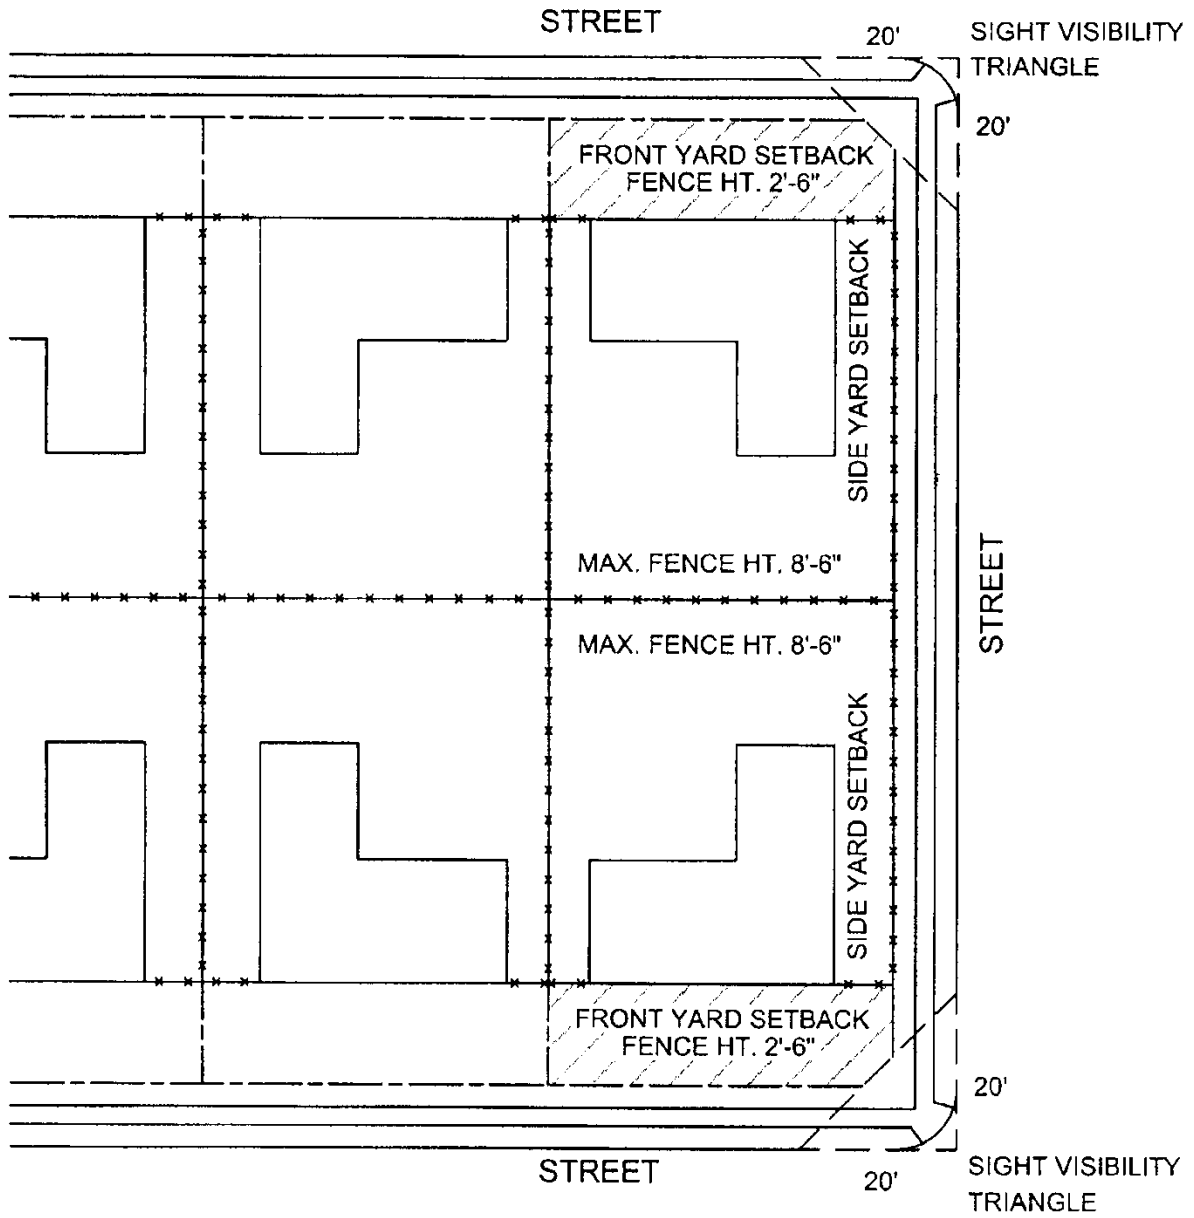 STREET
20'
SIGHT VISIBILITY
TRIANGLE
20'
FRONT YARD SETBACK
FENCE HT. 2'-6"
SIDE YARD SETBACK
MAX. FENCE HT. 8'-6"
STREET
MAX. FENCE HT. 8'-6"
SIDE YARD SETBACK
FRONT YARD SETBACK
FENCE HT. 2'-6"
20'
STREET
20'
SIGHT VISIBILITY
TRIANGLE